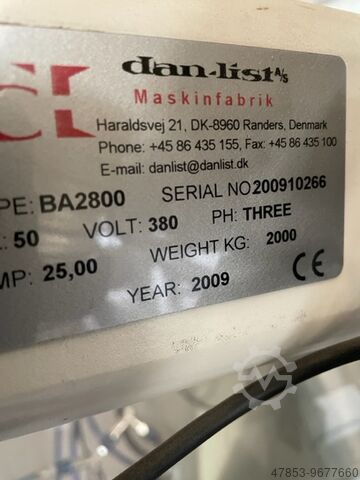 dan-list A/S
Maskinfabrik
Haraldsvej 21, DK-8960 Randers, Denmark
Phone: +45 86 435 155, Fax: +45 86 435 100
E-mail: danlist@danlist.dk
PE: BA2800 SERIAL NO 200910266
: 50 VOLT: 380 PH: THREE
MP: 25,00 WEIGHT KG: 2000
YEAR: 2009 CE
47853-9677660